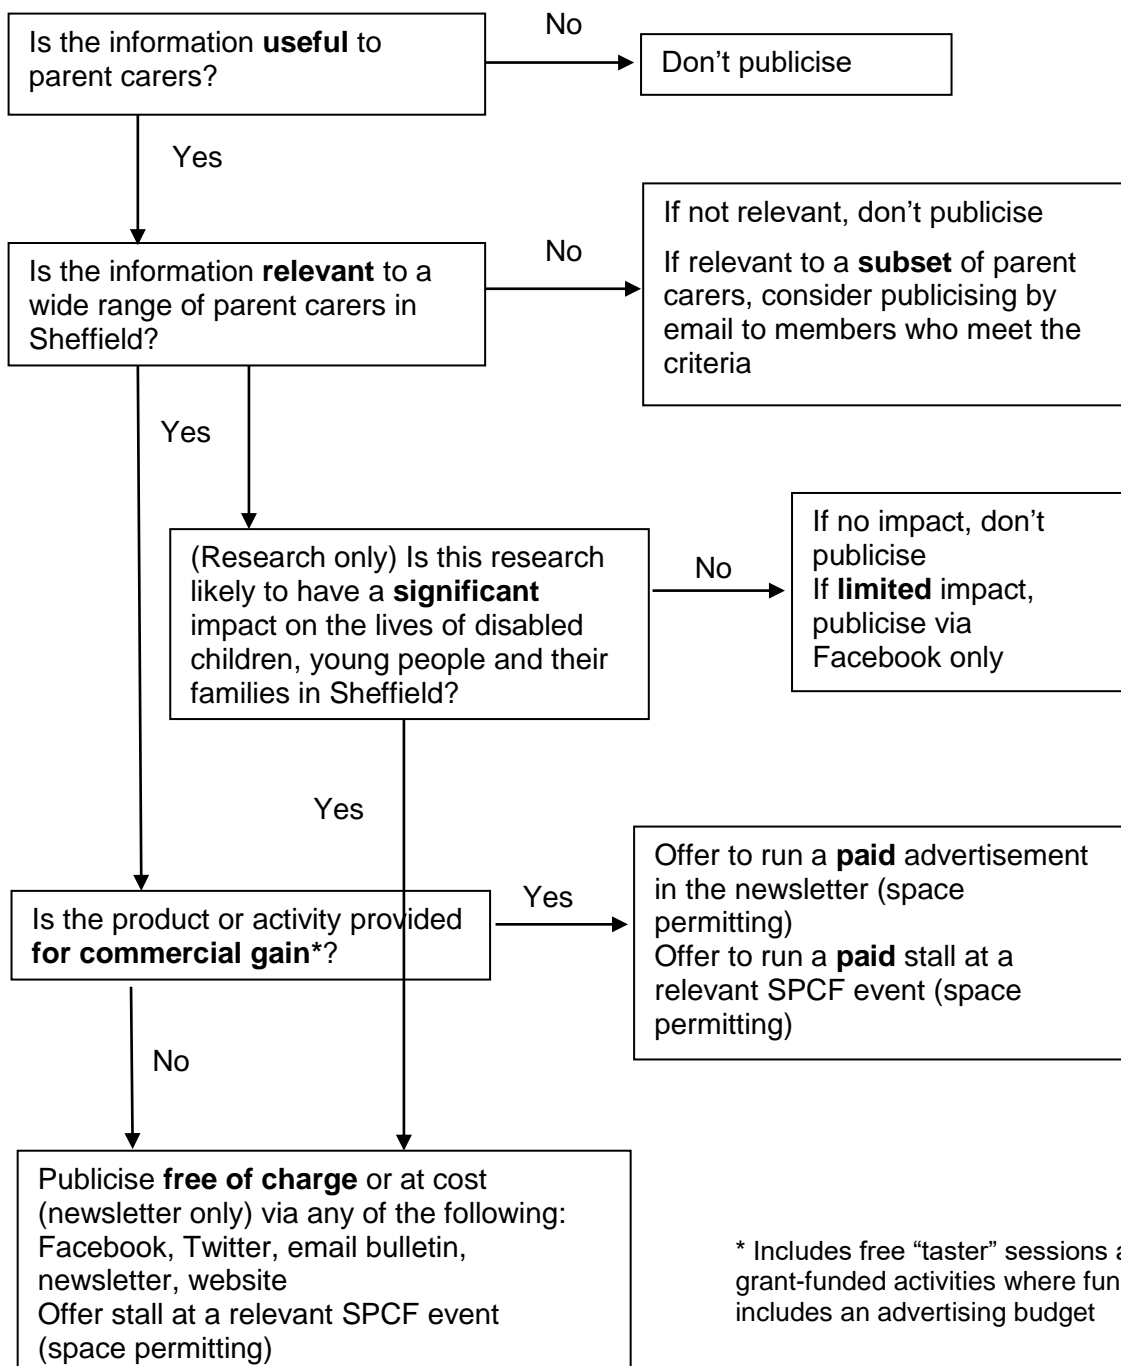 Is the information useful to
parent carers?
No
Don’t publicise
Yes
Is the information relevant to a
wide range of parent carers in
Sheffield?
No
If not relevant, don’t publicise
If relevant to a subset of parent
carers, consider publicising by
email to members who meet the
criteria
Yes
(Research only) Is this research
likely to have a significant
impact on the lives of disabled
children, young people and their
families in Sheffield?
No
If no impact, don’t
publicise
If limited impact,
publicise via
Facebook only
Yes
Is the product or activity provided
for commercial gain*?
Yes
Offer to run a paid advertisement
in the newsletter (space
permitting)
Offer to run a paid stall at a
relevant SPCF event (space
permitting)
No
Publicise free of charge or at cost
(newsletter only) via any of the following:
Facebook, Twitter, email bulletin,
newsletter, website
Offer stall at a relevant SPCF event
(space permitting)
* Includes free “taster” sessions
grant-funded activities where
includes an advertising budget